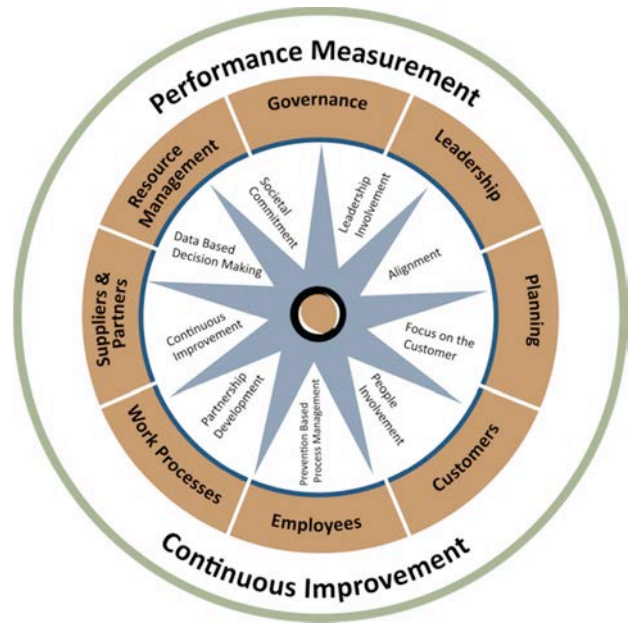 Performance Measurement
Governance
Leadership
Planning
Customers
Employees
Work Processes
Suppliers &
Partners
Resource
Management
Leadership
Involvement
Alignment
Focus on the
Customer
People
Involvement
Prevention Based
Process Management
Partnership
Development
Continuous
Improvement
Data Based
Decision Making
Societal
Commitment
Continuous Improvement